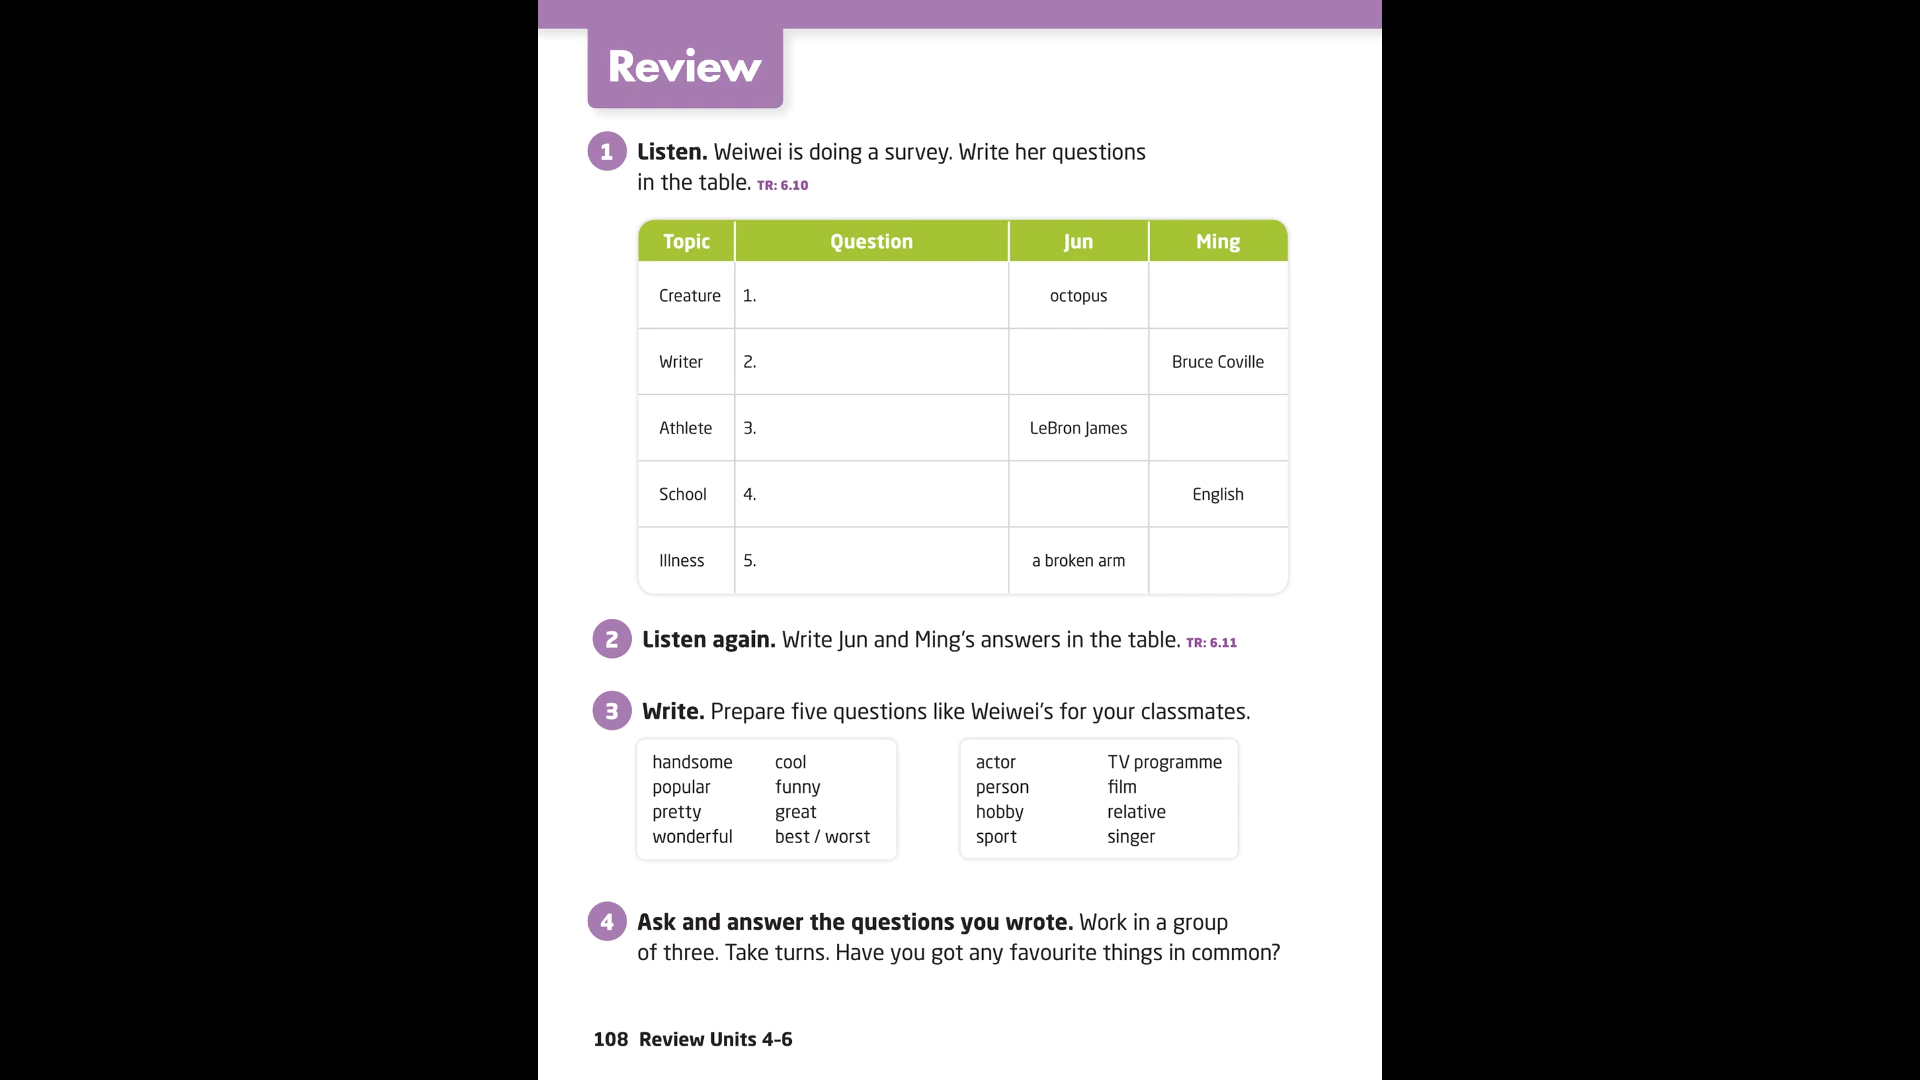 Review
1 Listen. Weiwei is doing a survey. Write her questions
in the table. TR: 6.10
Topic Question Jun Ming
Creature 1. octopus
Writer 2. Bruce Coville
Athlete 3. LeBron James
School 4. English
Illness 5. a broken arm
2 Listen again. Write Jun and Ming's answers in the table. TR: 6.11
3 Write. Prepare five questions like Weiwei's for your classmates.
handsome cool
popular funny
pretty great
wonderful best / worst
actor TV programme
person film
hobby relative
sport singer
4 Ask and answer the questions you wrote. Work in a group
of three. Take turns. Have you got any favourite things in common?
108 Review Units 4-6